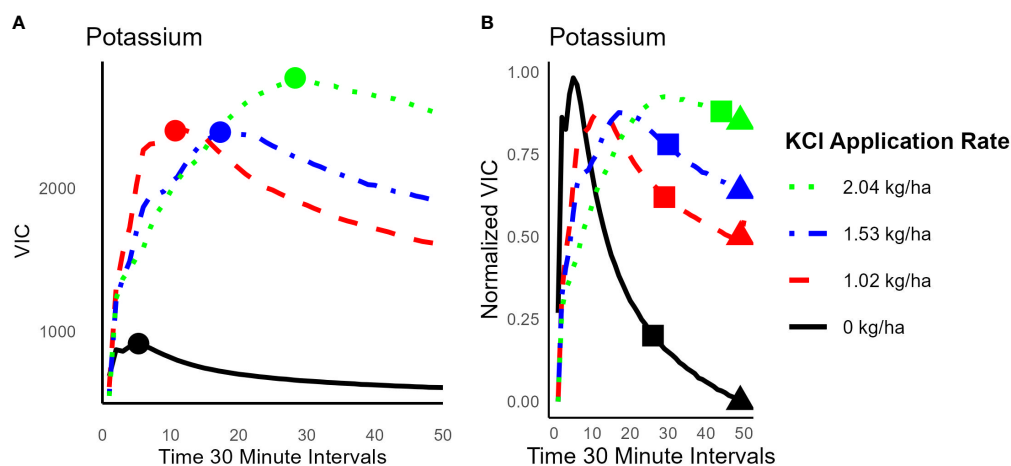 A
Potassium
VIC
2000
1000
0 10 20 30 40 50
Time 30 Minute Intervals
B
Potassium
Normalized VIC
1.00
0.75
0.50
0.25
0.00
0 10 20 30 40 50
Time 30 Minute Intervals
KCl Application Rate
2.04 kg/ha
1.53 kg/ha
1.02 kg/ha
0 kg/ha